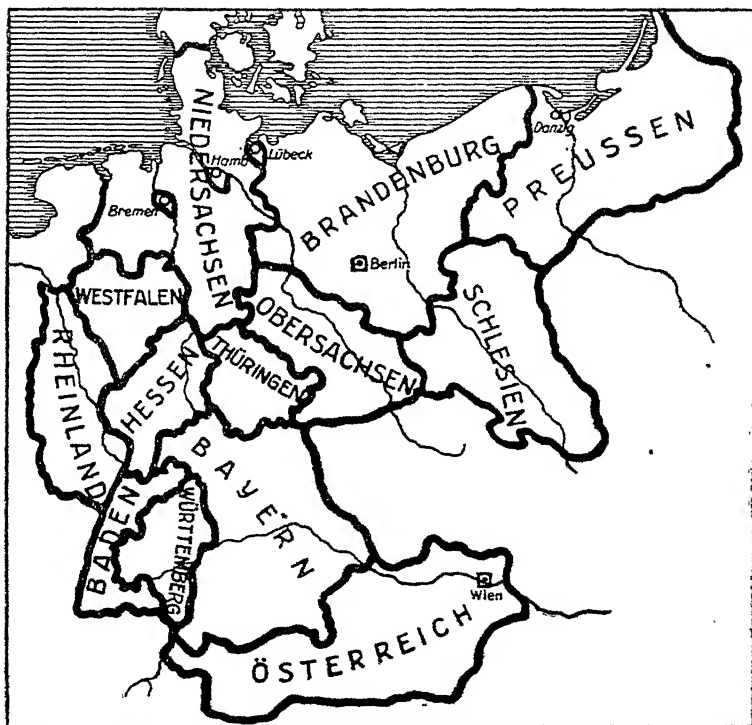 NIEDERSACHSEN
Hamb
Lübeck
Bremen
Danzig
PREUSSEN
BRANDENBURG
Berlin
WESTFALEN
RHEINLAND
HESSEN
THÜRINGEN
OBERSACHSEN
SCHLESIEN
BAYERN
BADEN
WÜRTTEMBERG
Wien
ÖSTERREICH